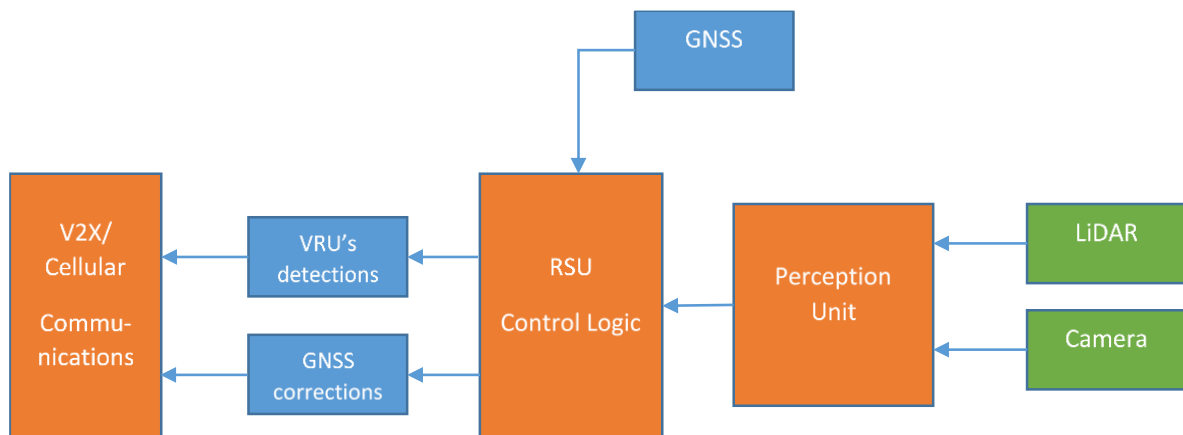 GNSS
V2X/
Cellular
Commu-
nications
VRU's
detections
GNSS
corrections
RSU
Control Logic
Perception
Unit
LiDAR
Camera